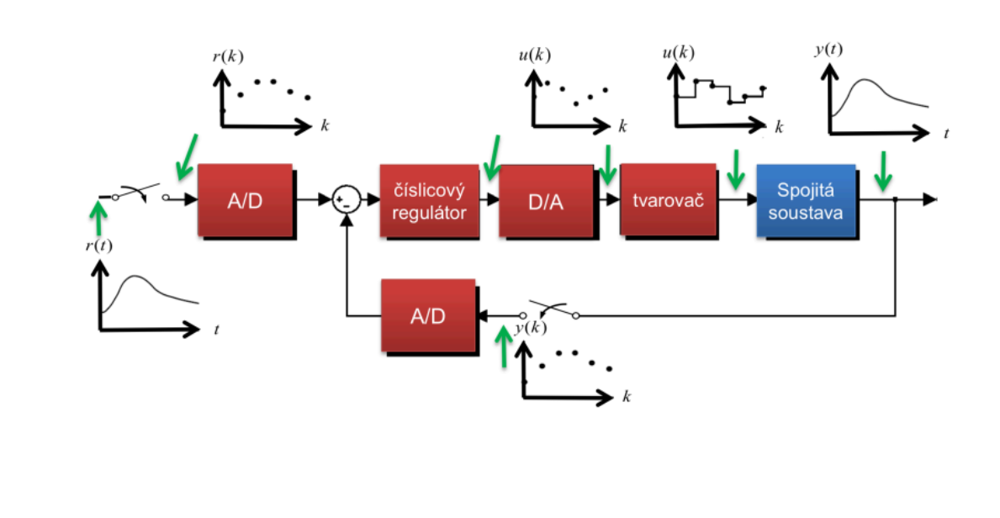 r(k)
k
u(k)
k
u(k)
k
y(t)
t
A/D
+
-
číslicový
regulátor
D/A
tvarovač
Spojitá
soustava
r(t)
t
A/D
y(k)
k